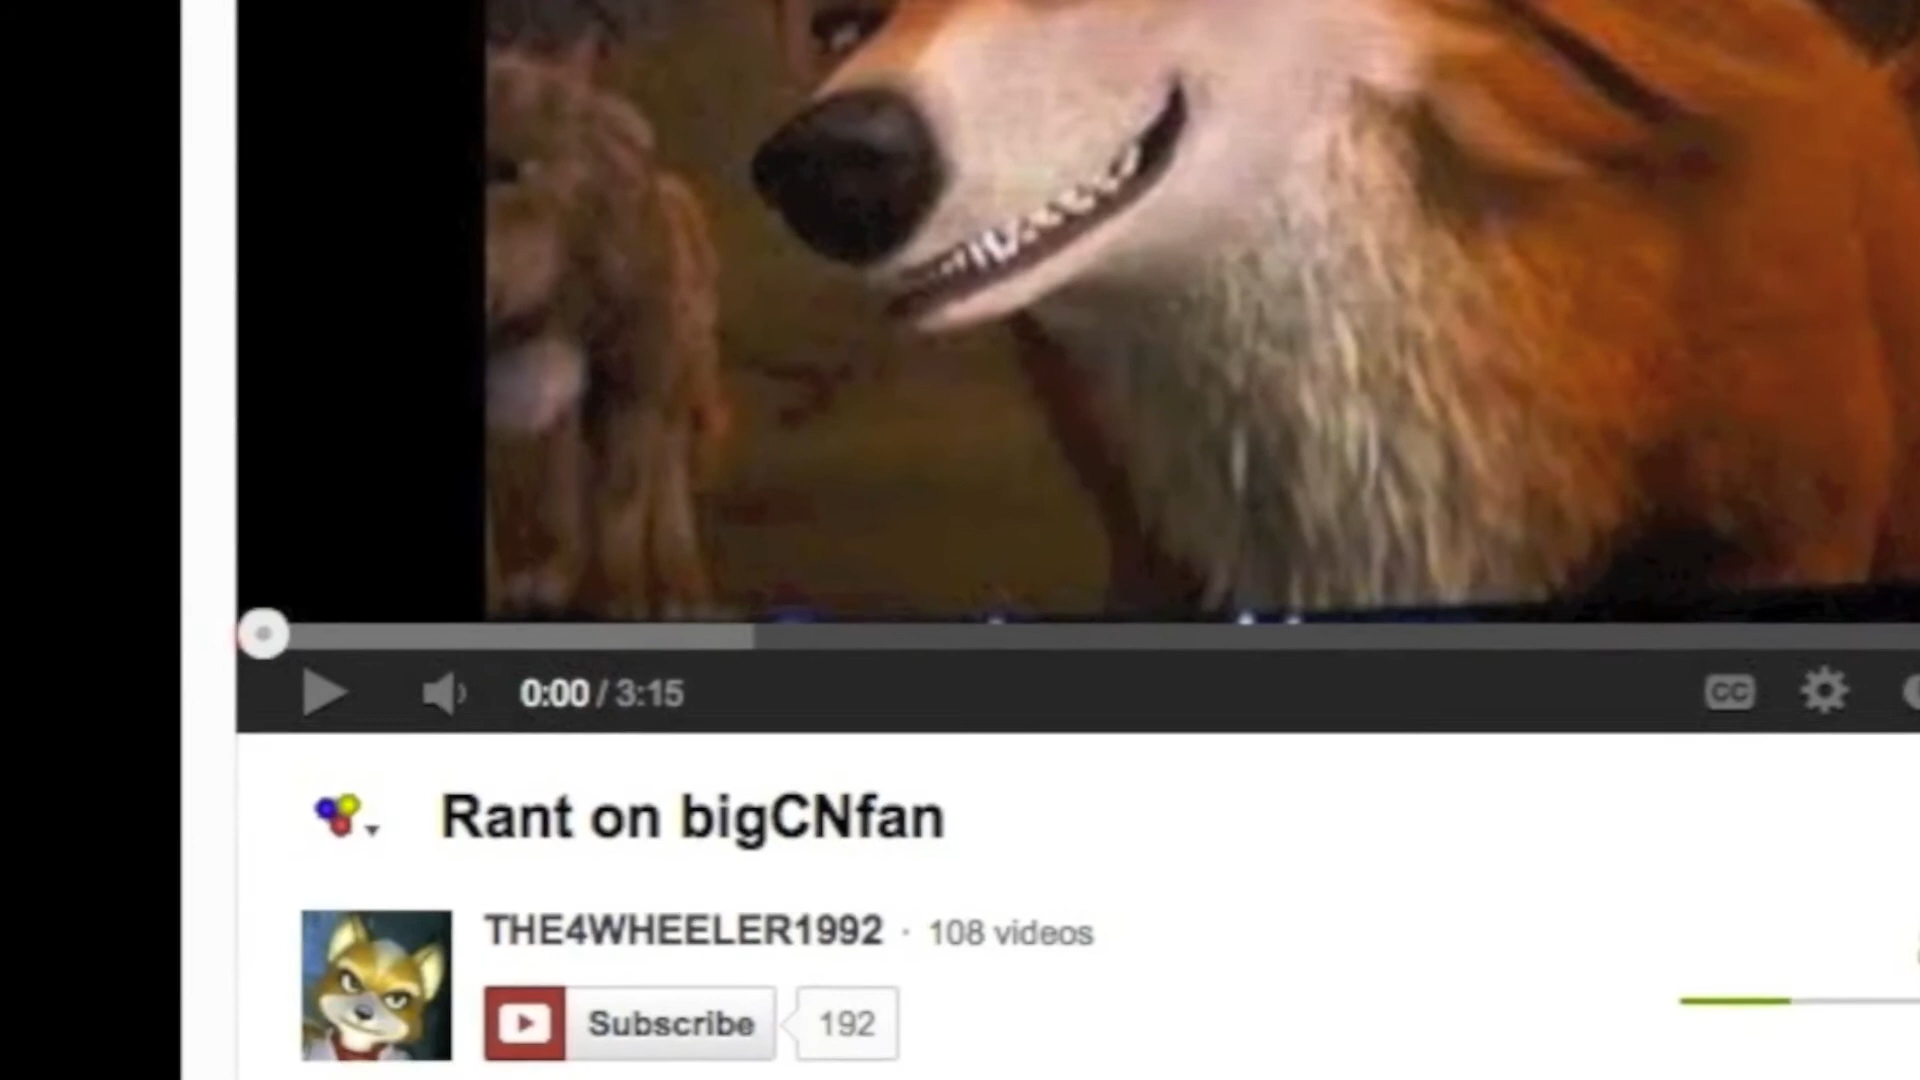 0:00 / 3:15
CC
Rant on bigCNfan
THE4WHEELER1992 · 108 videos
Subscribe 192